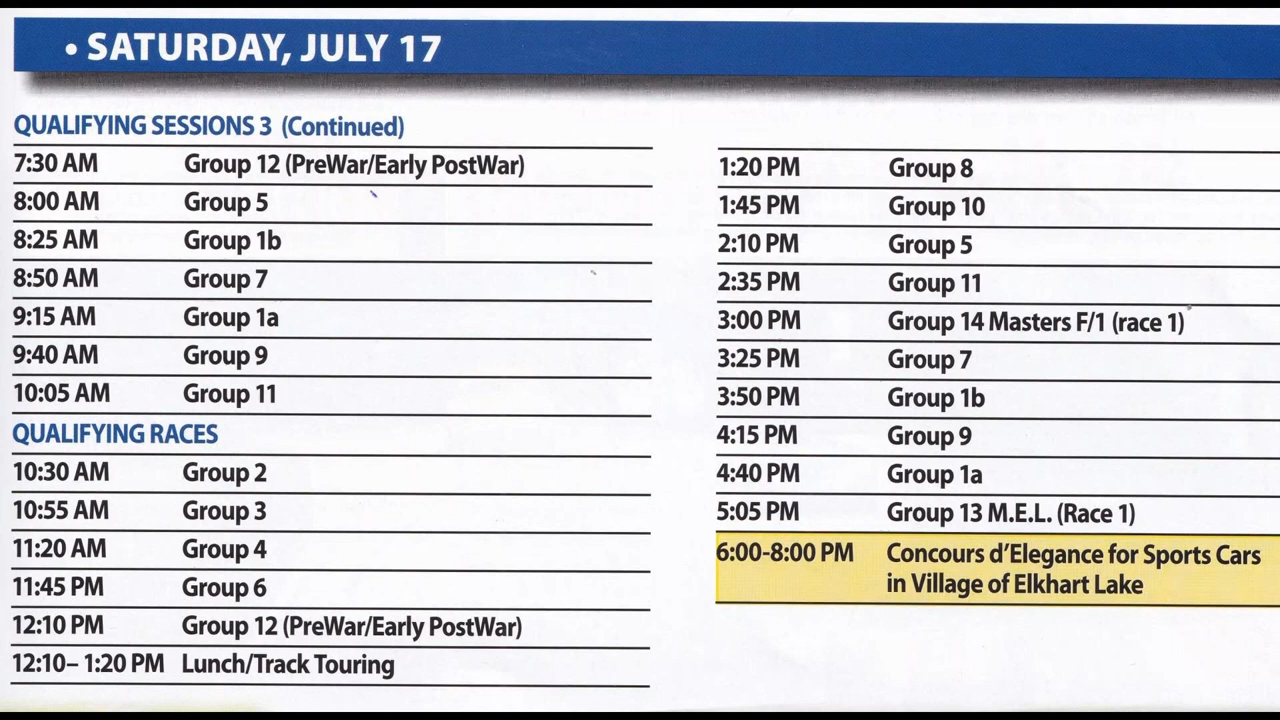 • SATURDAY, JULY 17
QUALIFYING SESSIONS 3 (Continued)
7:30 AM Group 12 (PreWar/Early PostWar)
8:00 AM Group 5
8:25 AM Group 1b
8:50 AM Group 7
9:15 AM Group 1a
9:40 AM Group 9
10:05 AM Group 11
QUALIFYING RACES
10:30 AM Group 2
10:55 AM Group 3
11:20 AM Group 4
11:45 PM Group 6
12:10 PM Group 12 (PreWar/Early PostWar)
12:10– 1:20 PM Lunch/Track Touring
1:20 PM Group 8
1:45 PM Group 10
2:10 PM Group 5
2:35 PM Group 11
3:00 PM Group 14 Masters F/1 (race 1)
3:25 PM Group 7
3:50 PM Group 1b
4:15 PM Group 9
4:40 PM Group 1a
5:05 PM Group 13 M.E.L. (Race 1)
6:00-8:00 PM Concours d’Elegance for Sports Cars
in Village of Elkhart Lake